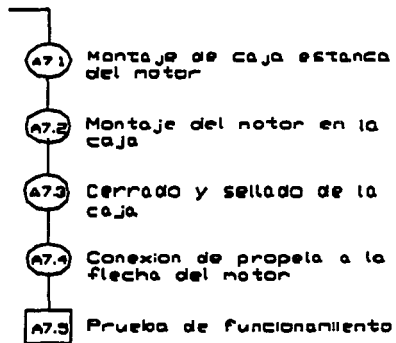 A7.1 Montaje de caja estanca
del motor
A7.2 Montaje del motor en la
caja
A7.3 Cerrado y sellado de la
caja
A7.4 Conexion de propela a la
flecha del motor
A7.5 Prueba de funcionamiento